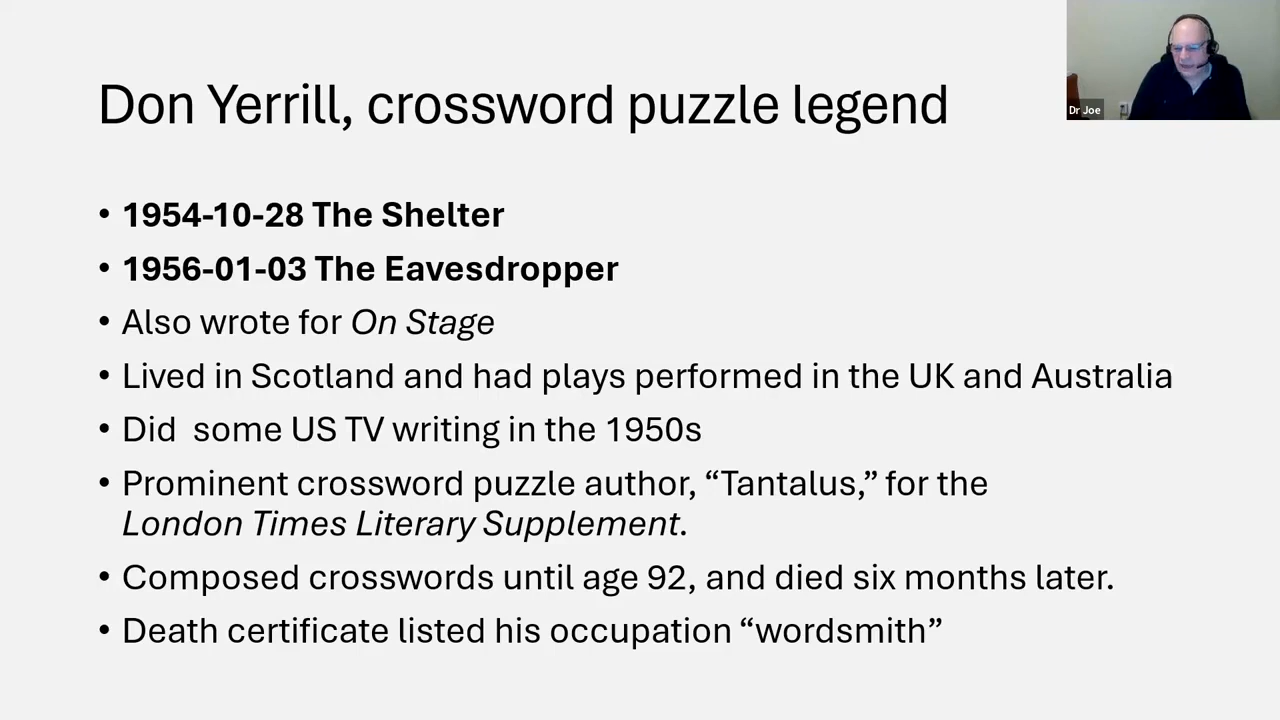 Don Yerrill, crossword puzzle legend
Dr Joe
• 1954-10-28 The Shelter
• 1956-01-03 The Eavesdropper
• Also wrote for On Stage
• Lived in Scotland and had plays performed in the UK and Australia
• Did  some US TV writing in the 1950s
• Prominent crossword puzzle author, “Tantalus,” for the
London Times Literary Supplement.
• Composed crosswords until age 92, and died six months later.
• Death certificate listed his occupation “wordsmith”